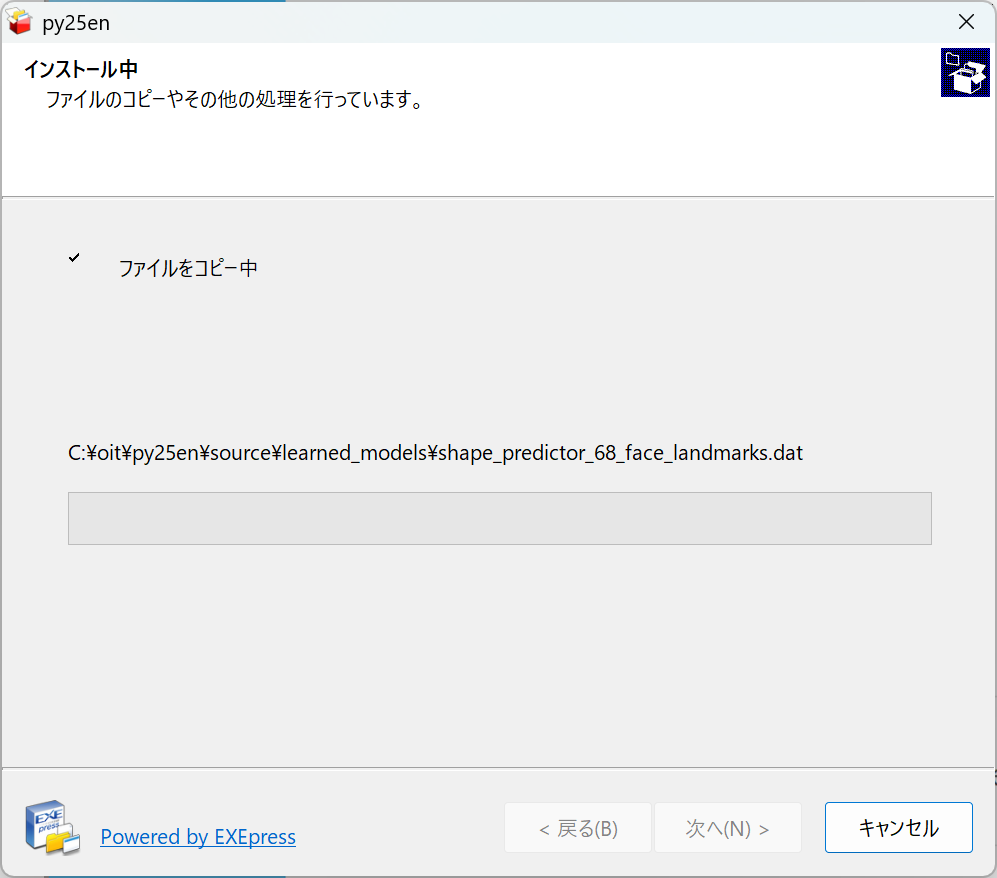 py25en
インストール中
ファイルのコピーやその他の処理を行っています。
ファイルをコピー中
C:¥oit¥py25en¥source¥learned_models¥shape_predictor_68_face_landmarks.dat
EXE
press
Powered by EXEpress
< 戻る(B)
次へ(N) >
キャンセル